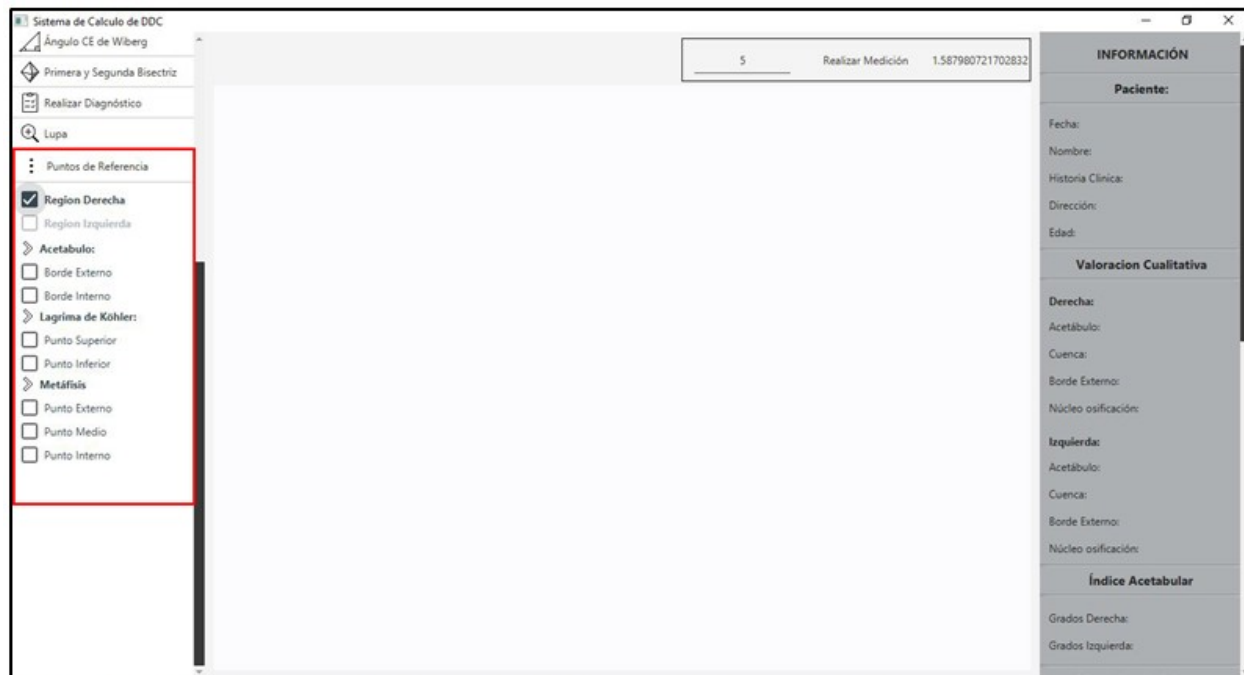 Sistema de Calculo de DDC
Ángulo CE de Wiberg
Primera y Segunda Bisectriz
Realizar Diagnóstico
Lupa
Puntos de Referencia
Region Derecha
Region Izquierda
Acetabulo:
Borde Externo
Borde Interno
Lagrima de Köhler:
Punto Superior
Punto Inferior
Metáfisis
Punto Externo
Punto Medio
Punto Interno
5 Realizar Medición 1.587980721702832
INFORMACIÓN
Paciente:
Fecha:
Nombre:
Historia Clinica:
Dirección:
Edad:
Valoracion Cualitativa
Derecha:
Acetábulo:
Cuenca:
Borde Externo:
Núcleo osificación:
Izquierda:
Acetábulo:
Cuenca:
Borde Externo:
Núcleo osificación:
Índice Acetabular
Grados Derecha:
Grados Izquierda: